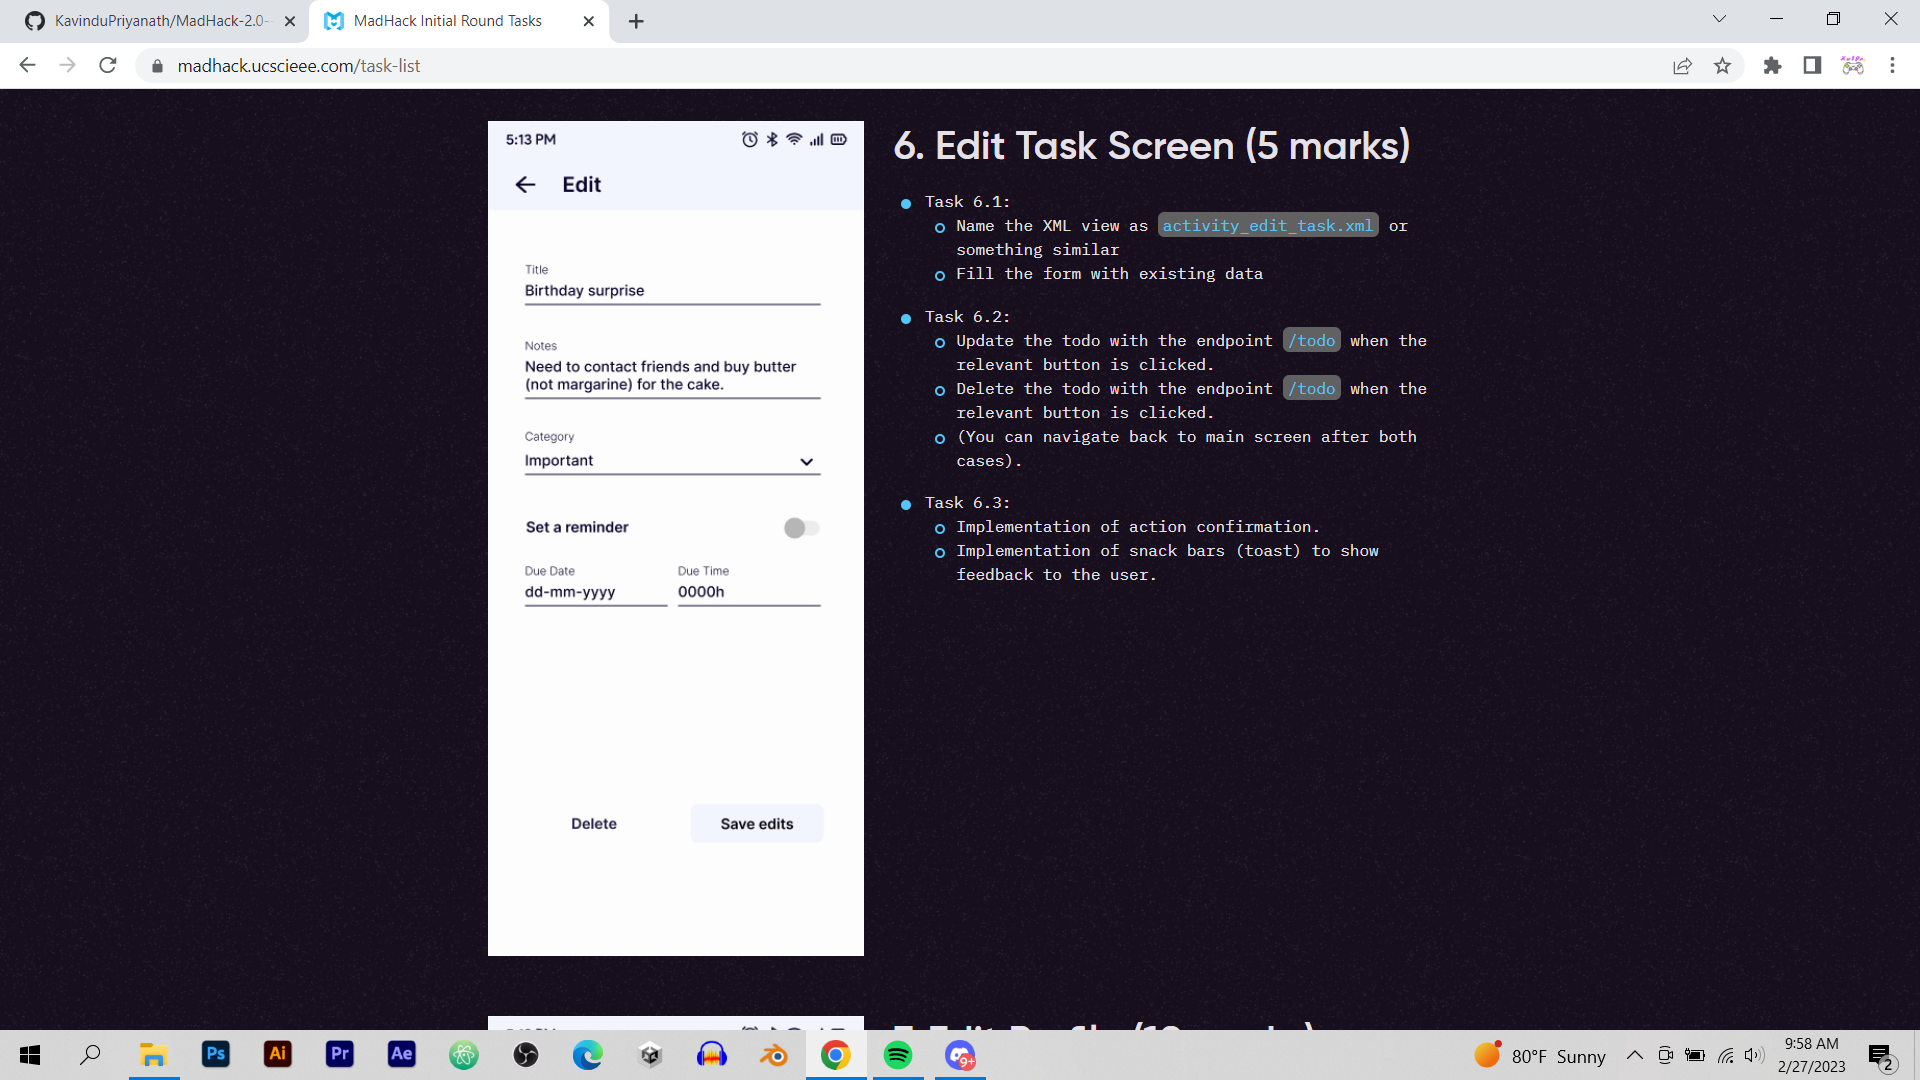 KavinduPriyanath/MadHack-2.0-
MadHack Initial Round Tasks
madhack.ucscieee.com/task-list
5:13 PM
Edit
Title
Birthday surprise
Notes
Need to contact friends and buy butter
(not margarine) for the cake.
Category
Important
Set a reminder
Due Date
Due Time
dd-mm-yyyy
0000h
Delete
Save edits
6. Edit Task Screen (5 marks)
Task 6.1:
Name the XML view as activity_edit_task.xml or
something similar
Fill the form with existing data
Task 6.2:
Update the todo with the endpoint /todo when the
relevant button is clicked.
Delete the todo with the endpoint /todo when the
relevant button is clicked.
(You can navigate back to main screen after both
cases).
Task 6.3:
Implementation of action confirmation.
Implementation of snack bars (toast) to show
feedback to the user.
Ps
Ai
Pr
Ae
9+
80°F Sunny
9:58 AM
2/27/2023
2